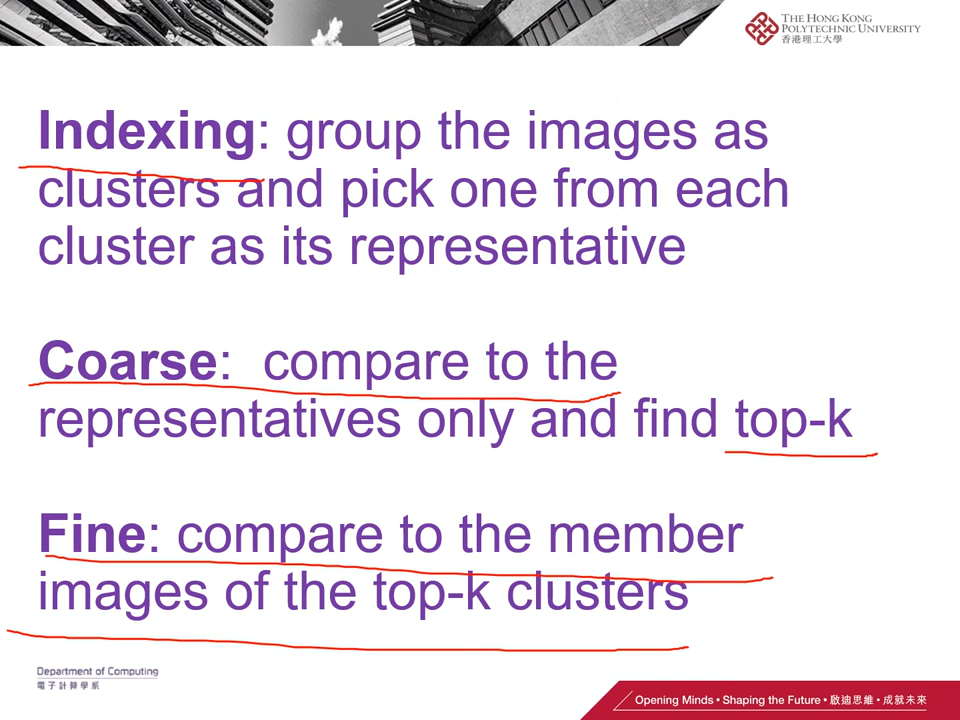 THE HONG KONG
POLYTECHNIC UNIVERSITY
香港理工大學
Indexing: group the images as
clusters and pick one from each
cluster as its representative
Coarse:  compare to the
representatives only and find top-k
Fine: compare to the member
images of the top-k clusters
Department of Computing
電子計算學系
Opening Minds • Shaping the Future • 啟迪思維 • 成就未來